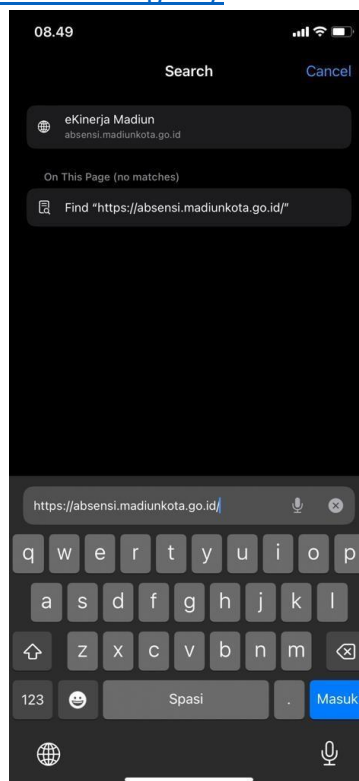 08.49
Search
Cancel
eKinerja Madiun
absensi.madiunkota.go.id
On This Page (no matches)
Find “https://absensi.madiunkota.go.id/”
https://absensi.madiunkota.go.id/
q w e r t y u i o p
a s d f g h j k l
z x c v b n m
123 Spasi . Masuk